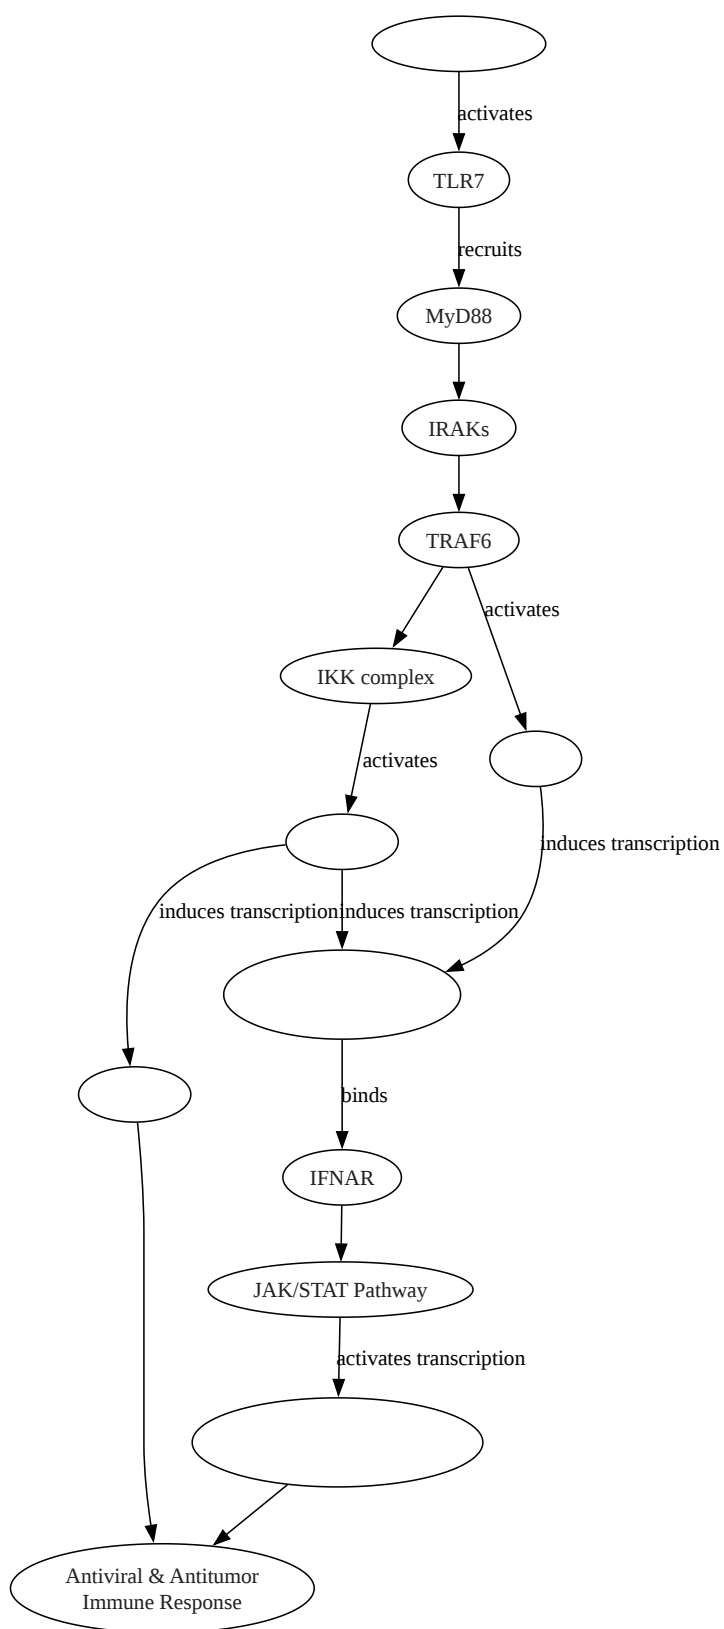 activates
TLR7
recruits
MyD88
IRAKs
TRAF6
activates
IKK complex
activates
induces transcription
induces transcription
induces transcription
binds
IFNAR
JAK/STAT Pathway
activates transcription
Antiviral & Antitumor
Immune Response